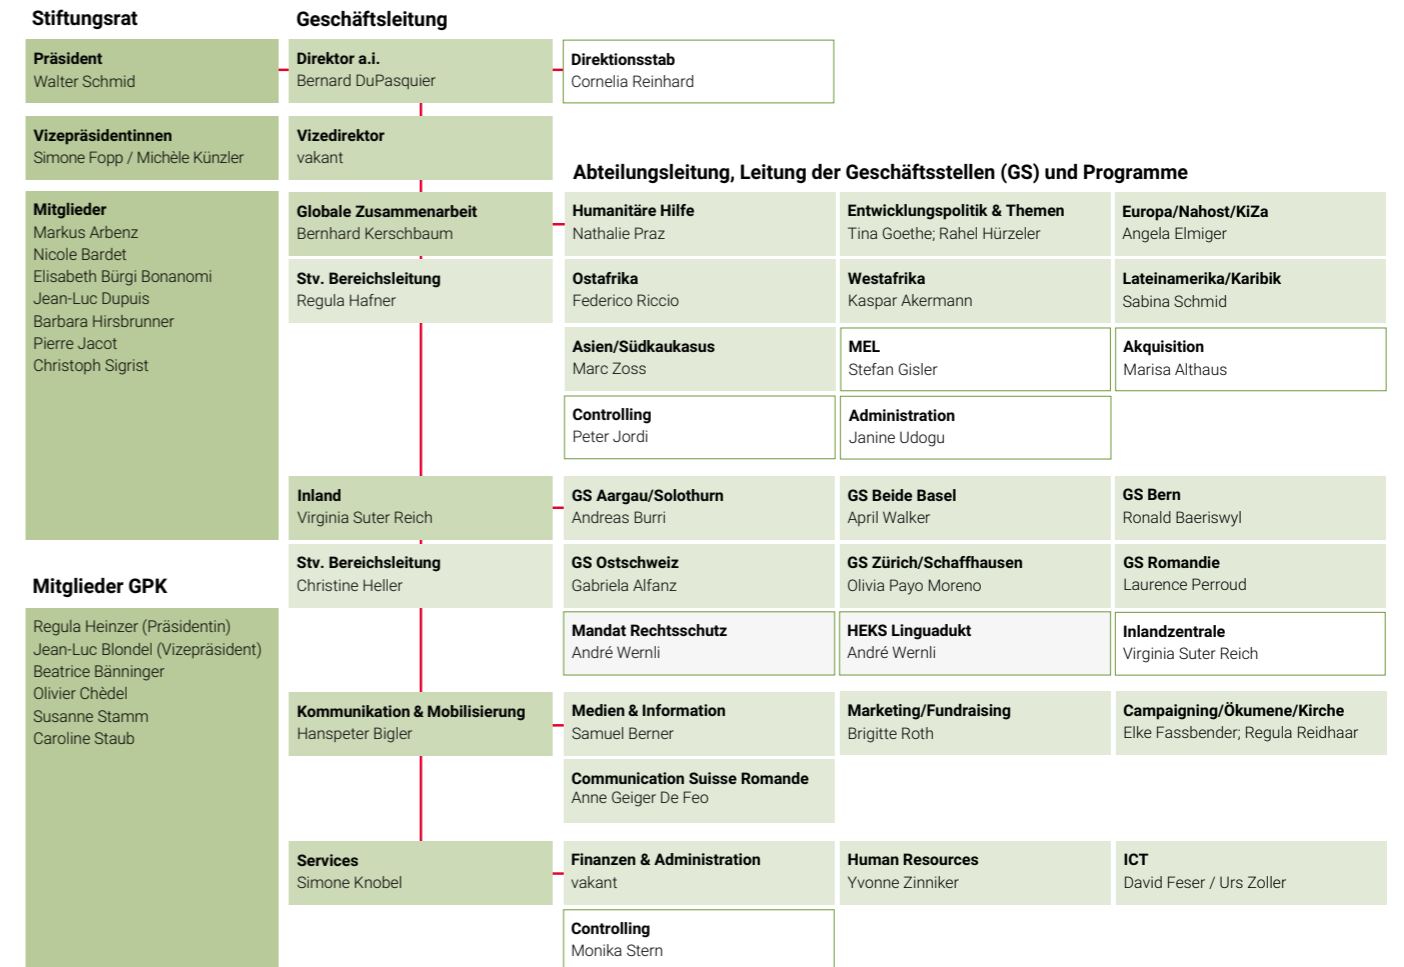 Stiftungsrat
Geschäftsleitung
Präsident
Walter Schmid
Direktor a.i.
Bernard DuPasquier
Direktionsstab
Cornelia Reinhard
Vizepräsidentinnen
Simone Fopp / Michèle Künzler
Vizedirektor
vakant
Abteilungsleitung, Leitung der Geschäftsstellen (GS) und Programme
Mitglieder
Markus Arbenz
Nicole Bardet
Elisabeth Bürgi Bonanomi
Jean-Luc Dupuis
Barbara Hirsbrunner
Pierre Jacot
Christoph Sigrist
Globale Zusammenarbeit
Bernhard Kerschbaum
Humanitäre Hilfe
Nathalie Praz
Entwicklungspolitik & Themen
Tina Goethe; Rahel Hürzeler
Europa/Nahost/KiZa
Angela Elmiger
Stv. Bereichsleitung
Regula Hafner
Ostafrika
Federico Riccio
Westafrika
Kaspar Akermann
Lateinamerika/Karibik
Sabina Schmid
Asien/Südkaukasus
Marc Zoss
MEL
Stefan Gisler
Akquisition
Marisa Althaus
Controlling
Peter Jordi
Administration
Janine Udogu
Inland
Virginia Suter Reich
GS Aargau/Solothurn
Andreas Burri
GS Beide Basel
April Walker
GS Bern
Ronald Baeriswyl
Stv. Bereichsleitung
Christine Heller
GS Ostschweiz
Gabriela Alfanz
GS Zürich/Schaffhausen
Olivia Payo Moreno
GS Romandie
Laurence Perroud
Mitglieder GPK
Regula Heinzer (Präsidentin)
Jean-Luc Blondel (Vizepräsident)
Beatrice Bänninger
Olivier Chèdel
Susanne Stamm
Caroline Staub
Mandat Rechtsschutz
André Wernli
HEKS Linguadukt
André Wernli
Inlandzentrale
Virginia Suter Reich
Kommunikation & Mobilisierung
Hanspeter Bigler
Medien & Information
Samuel Berner
Marketing/Fundraising
Brigitte Roth
Campaigning/Ökumene/Kirche
Elke Fassbender; Regula Reidhaar
Communication Suisse Romande
Anne Geiger De Feo
Services
Simone Knobel
Finanzen & Administration
vakant
Human Resources
Yvonne Zinniker
ICT
David Feser / Urs Zoller
Controlling
Monika Stern